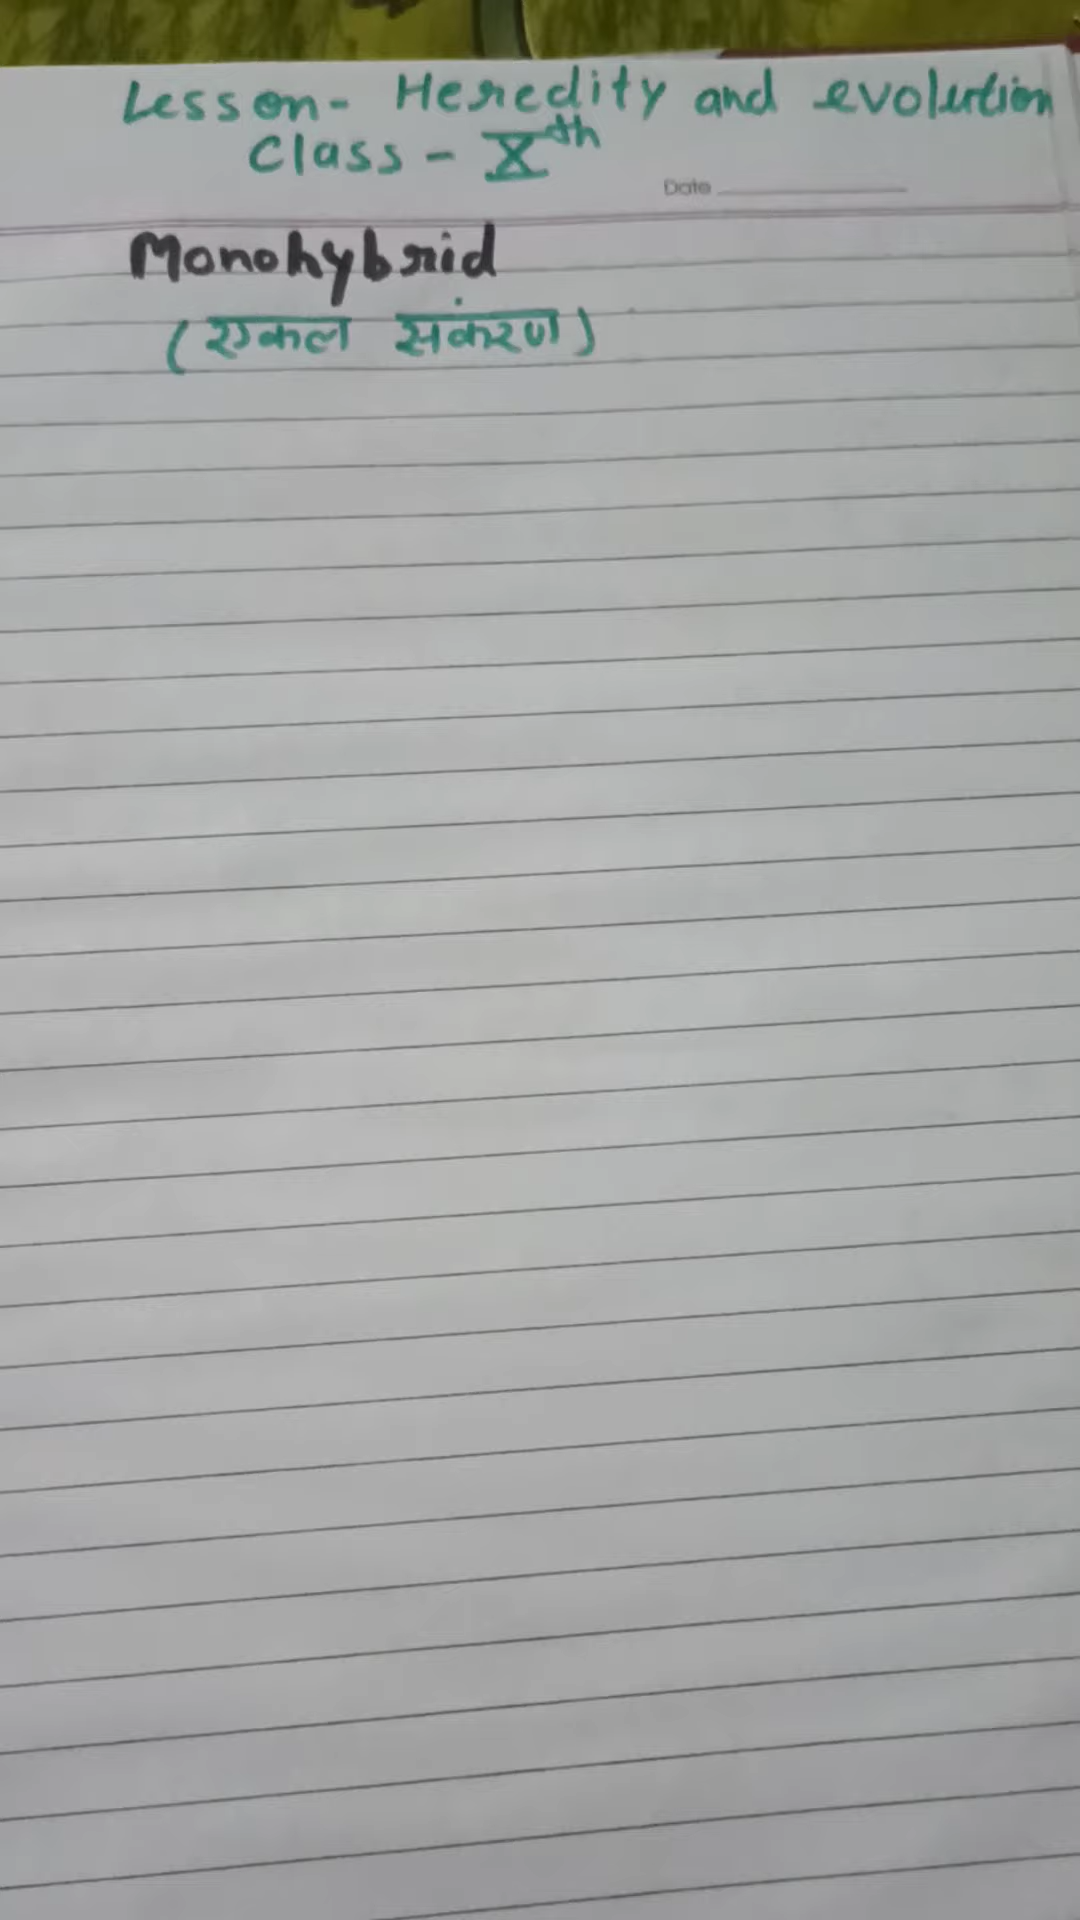 Lesson- Heredity and evolution
Class - Xth
Date
Monohybrid
(एकल संकरण)